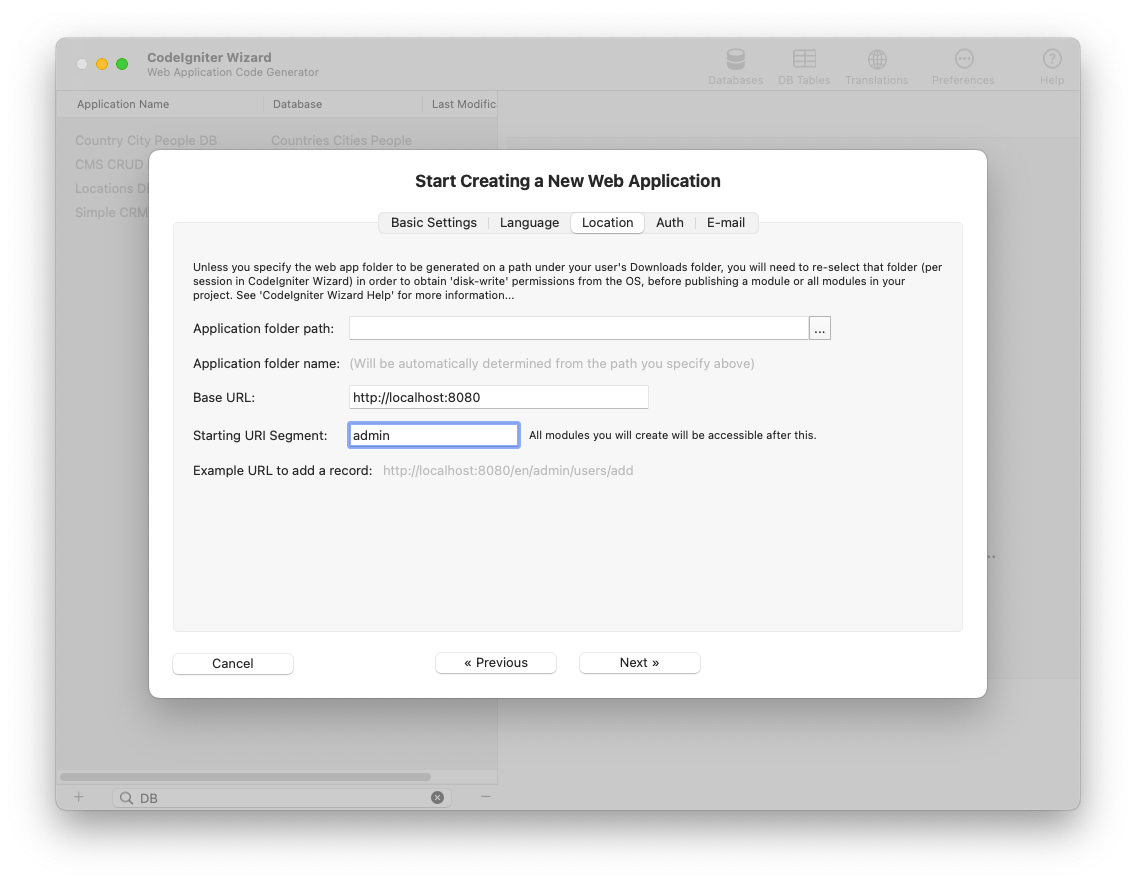 CodeIgniter Wizard
Web Application Code Generator
Databases
DB Tables
Translations
Preferences
Help
Application Name
Database
Last Modific
Country City People DB
Countries Cities People
CMS CRUD
Locations
Simple CRM
Start Creating a New Web Application
Basic Settings
Language
Location
Auth
E-mail
Unless you specify the web app folder to be generated on a path under your user's Downloads folder, you will need to re-select that folder (per
session in CodeIgniter Wizard) in order to obtain 'disk-write' permissions from the OS, before publishing a module or all modules in your
project. See 'CodeIgniter Wizard Help' for more information...
Application folder path:
...
Application folder name: (Will be automatically determined from the path you specify above)
Base URL: http://localhost:8080
Starting URI Segment: admin All modules you will create will be accessible after this.
Example URL to add a record: http://localhost:8080/en/admin/users/add
Cancel
« Previous
Next »
DB